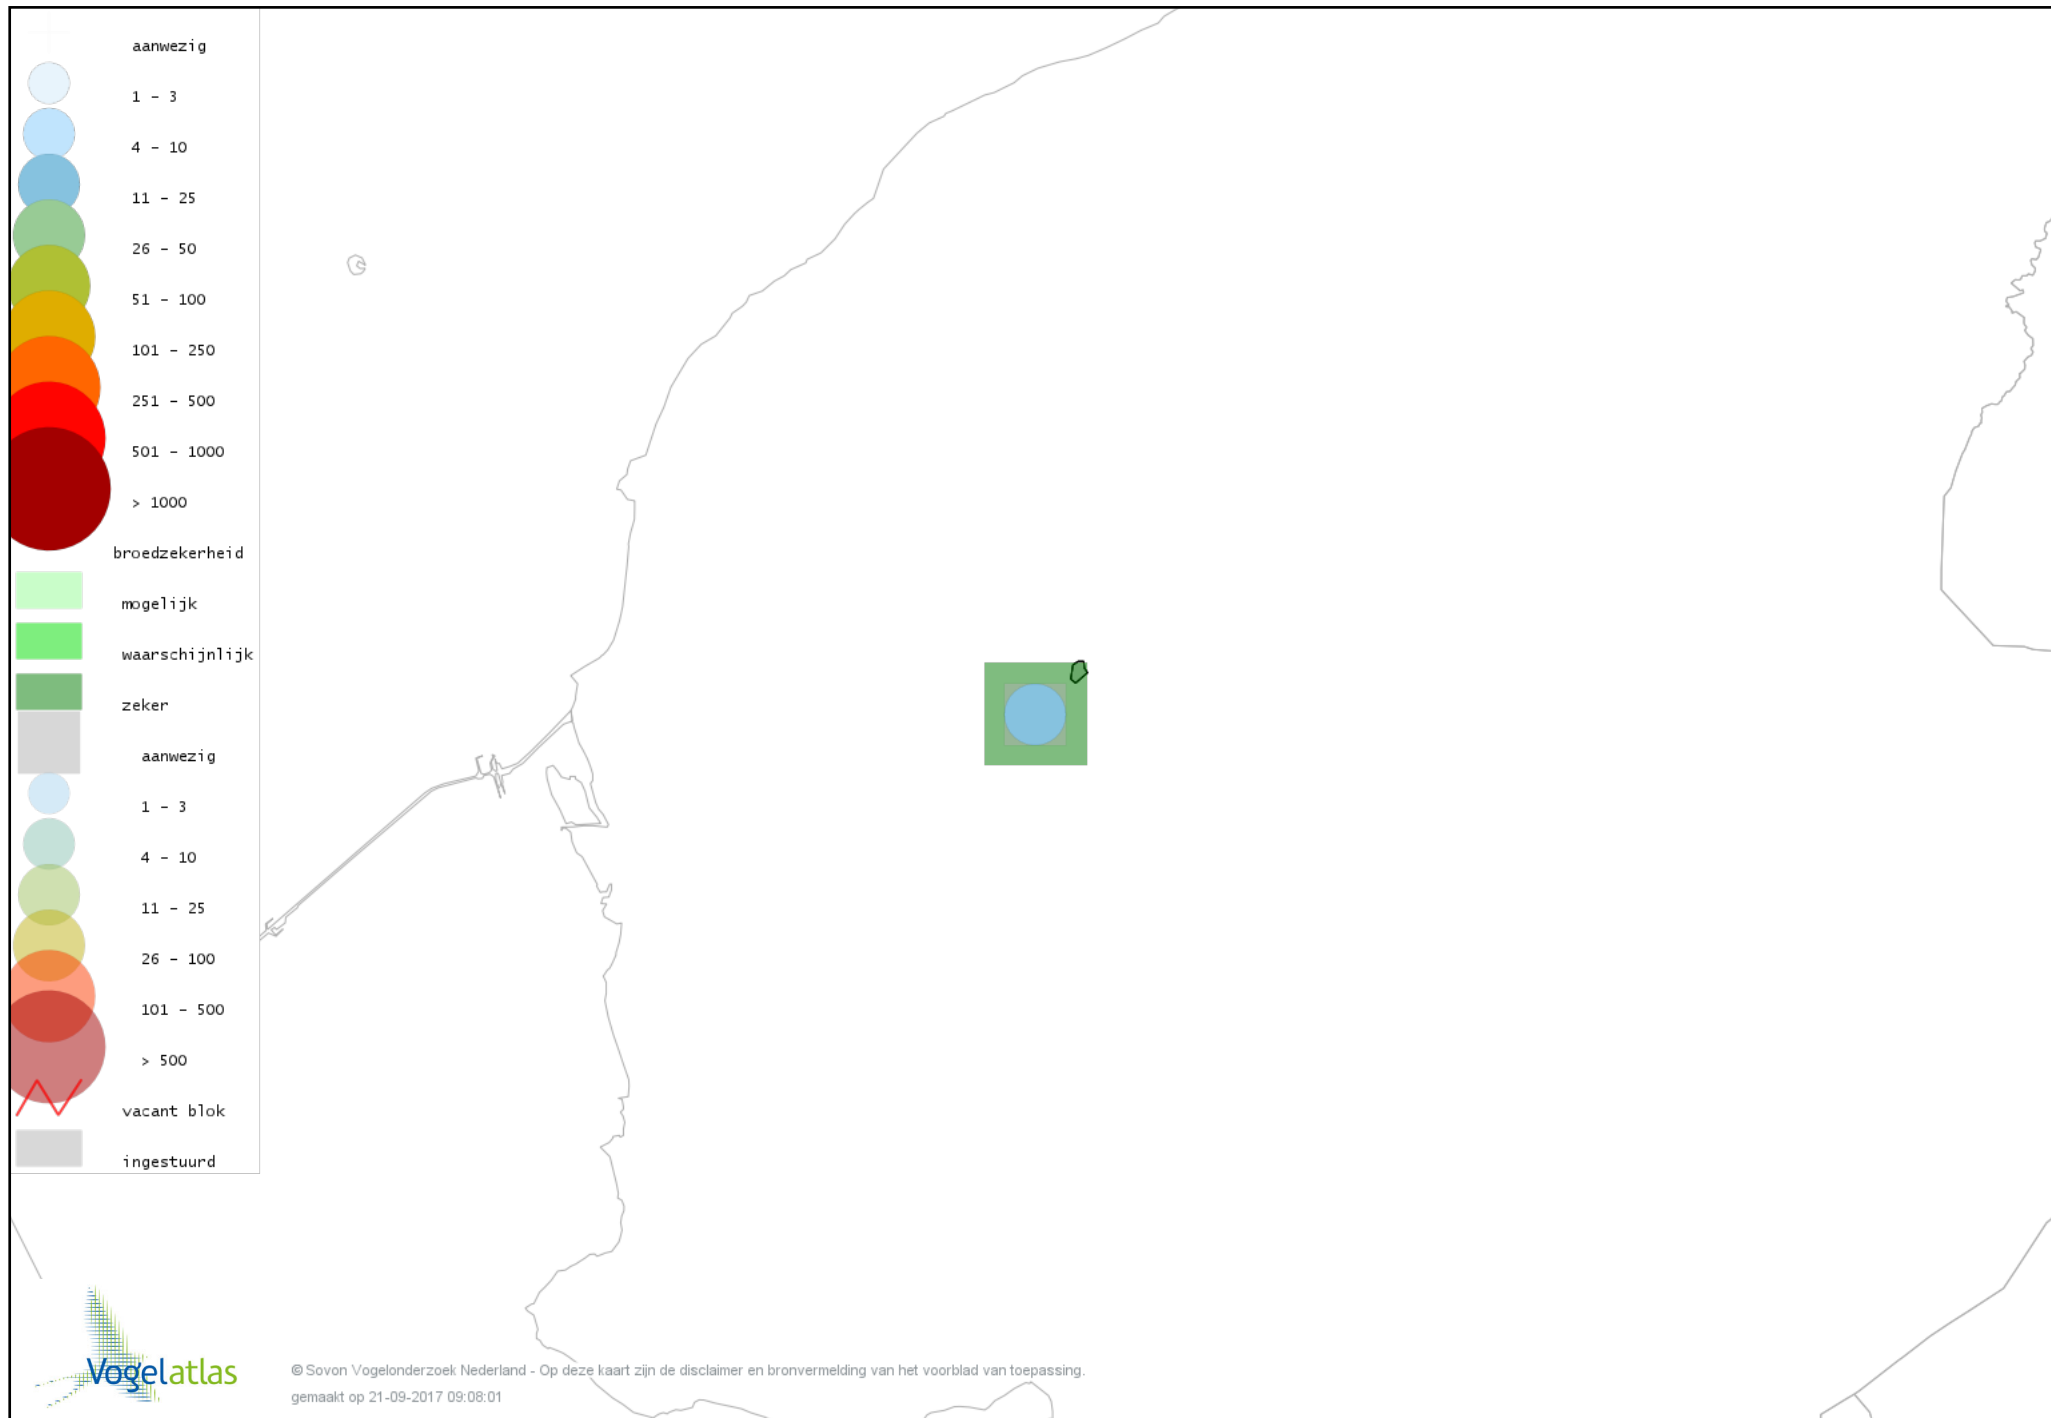 aanwezig
1 - 3
4 - 10
11 - 25
26 - 50
51 - 100
101 - 250
251 - 500
501 - 1000
> 1000
broedzekerheid
mogelijk
waarschijnlijk
zeker
aanwezig
1 - 3
4 - 10
11 - 25
26 - 100
101 - 500
> 500
vacant blok
ingestuurd
Vogelatlas
© Sovon Vogelonderzoek Nederland - Op deze kaart zijn de disclaimer en bronvermelding van het voorblad van toepassing.
gemaakt op 21-09-2017 09:08:01